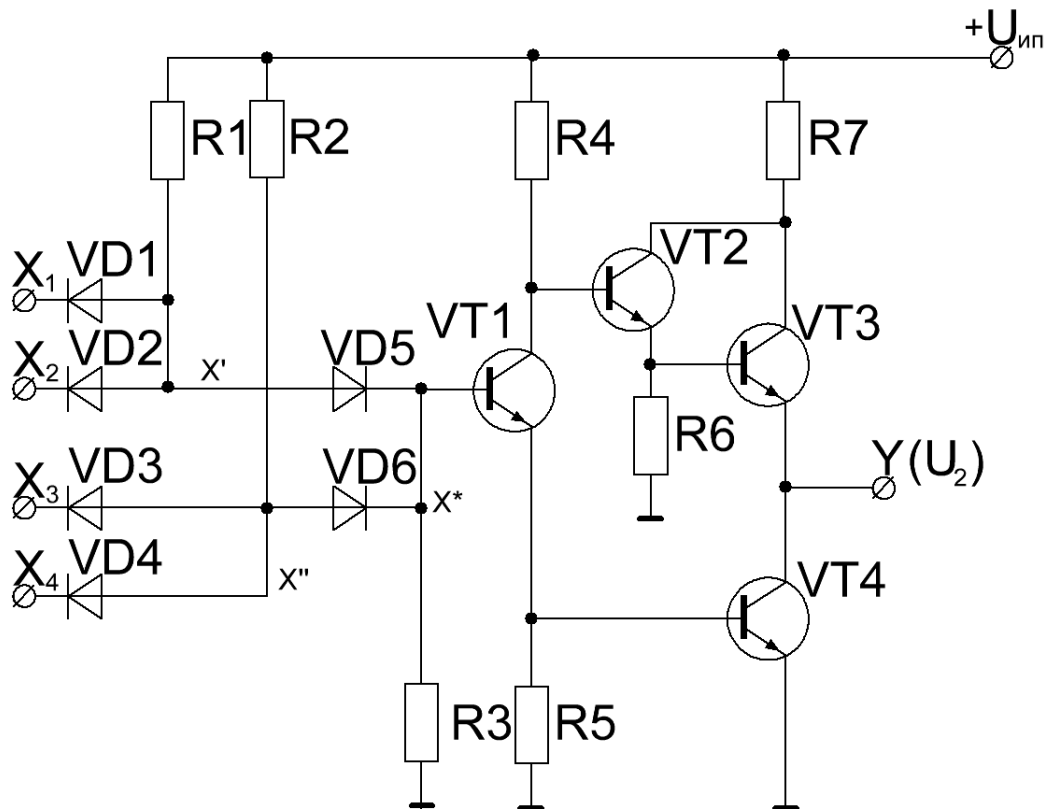 +Uип
R1
R2
R4
R7
X1
VD1
VT2
VT1
VT3
X2
VD2
X'
VD5
R6
Y(U2)
X3
VD3
VD6
X*
X4
VD4
X"
VT4
R3
R5